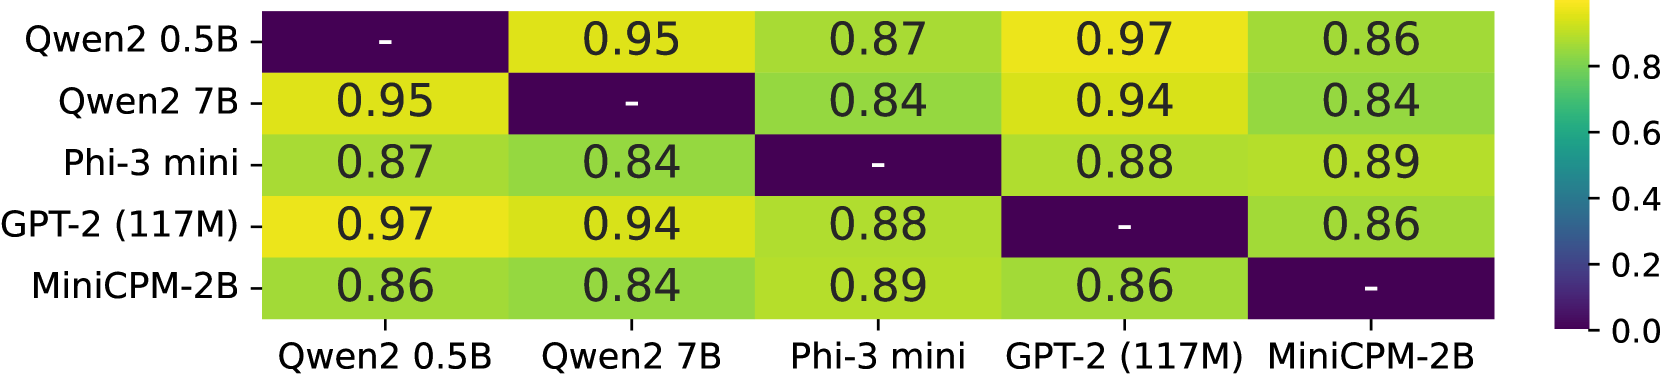 Qwen2 0.5B - 0.95 0.87 0.97 0.86
Qwen2 7B 0.95 - 0.84 0.94 0.84
Phi-3 mini 0.87 0.84 - 0.88 0.89
GPT-2 (117M) 0.97 0.94 0.88 - 0.86
MiniCPM-2B 0.86 0.84 0.89 0.86 -
Qwen2 0.5B Qwen2 7B Phi-3 mini GPT-2 (117M) MiniCPM-2B
0.8
0.6
0.4
0.2
0.0